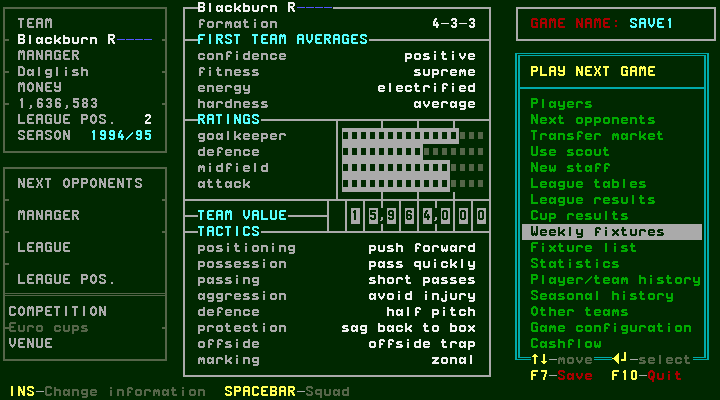 TEAM
Blackburn R
MANAGER
Dalglish
MONEY
1,636,583
LEAGUE POS. 2
SEASON 1994/95
NEXT OPPONENTS
MANAGER
LEAGUE
LEAGUE POS.
COMPETITION
Euro cups
VENUE
INS-Change information SPACEBAR-Squad
Blackburn R
formation 4-3-3
FIRST TEAM AVERAGES
confidence positive
fitness supreme
energy electrified
hardness average
RATINGS
goalkeeper
defence
midfield
attack
TEAM VALUE 15,964,000
TACTICS
positioning push forward
possession pass quickly
passing short passes
aggression avoid injury
defence half pitch
protection sag back to box
offside offside trap
marking zonal
GAME NAME: SAVE1
PLAY NEXT GAME
Players
Next opponents
Transfer market
Use scout
New staff
League tables
League results
Cup results
Weekly fixtures
Fixture list
Statistics
Player/team history
Seasonal history
Other teams
Game configuration
Cashflow
↑↓-move ↵-select
F7-Save F10-Quit